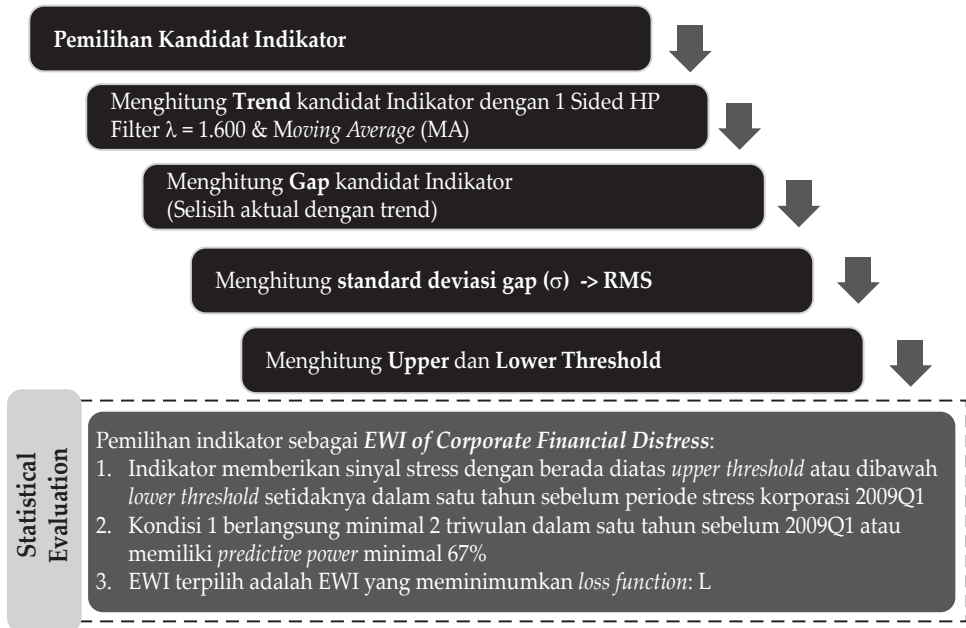 Pemilihan Kandidat Indikator
Menghitung Trend kandidat Indikator dengan 1 Sided HP
Filter λ = 1.600 & Moving Average (MA)
Menghitung Gap kandidat Indikator
(Selisih aktual dengan trend)
Menghitung standard deviasi gap (σ) -> RMS
Menghitung Upper dan Lower Threshold
Statistical
Evaluation
Pemilihan indikator sebagai EWI of Corporate Financial Distress:
1. Indikator memberikan sinyal stress dengan berada diatas upper threshold atau dibawah
lower threshold setidaknya dalam satu tahun sebelum periode stress korporasi 2009Q1
2. Kondisi 1 berlangsung minimal 2 triwulan dalam satu tahun sebelum 2009Q1 atau
memiliki predictive power minimal 67%
3. EWI terpilih adalah EWI yang meminimumkan loss function: L